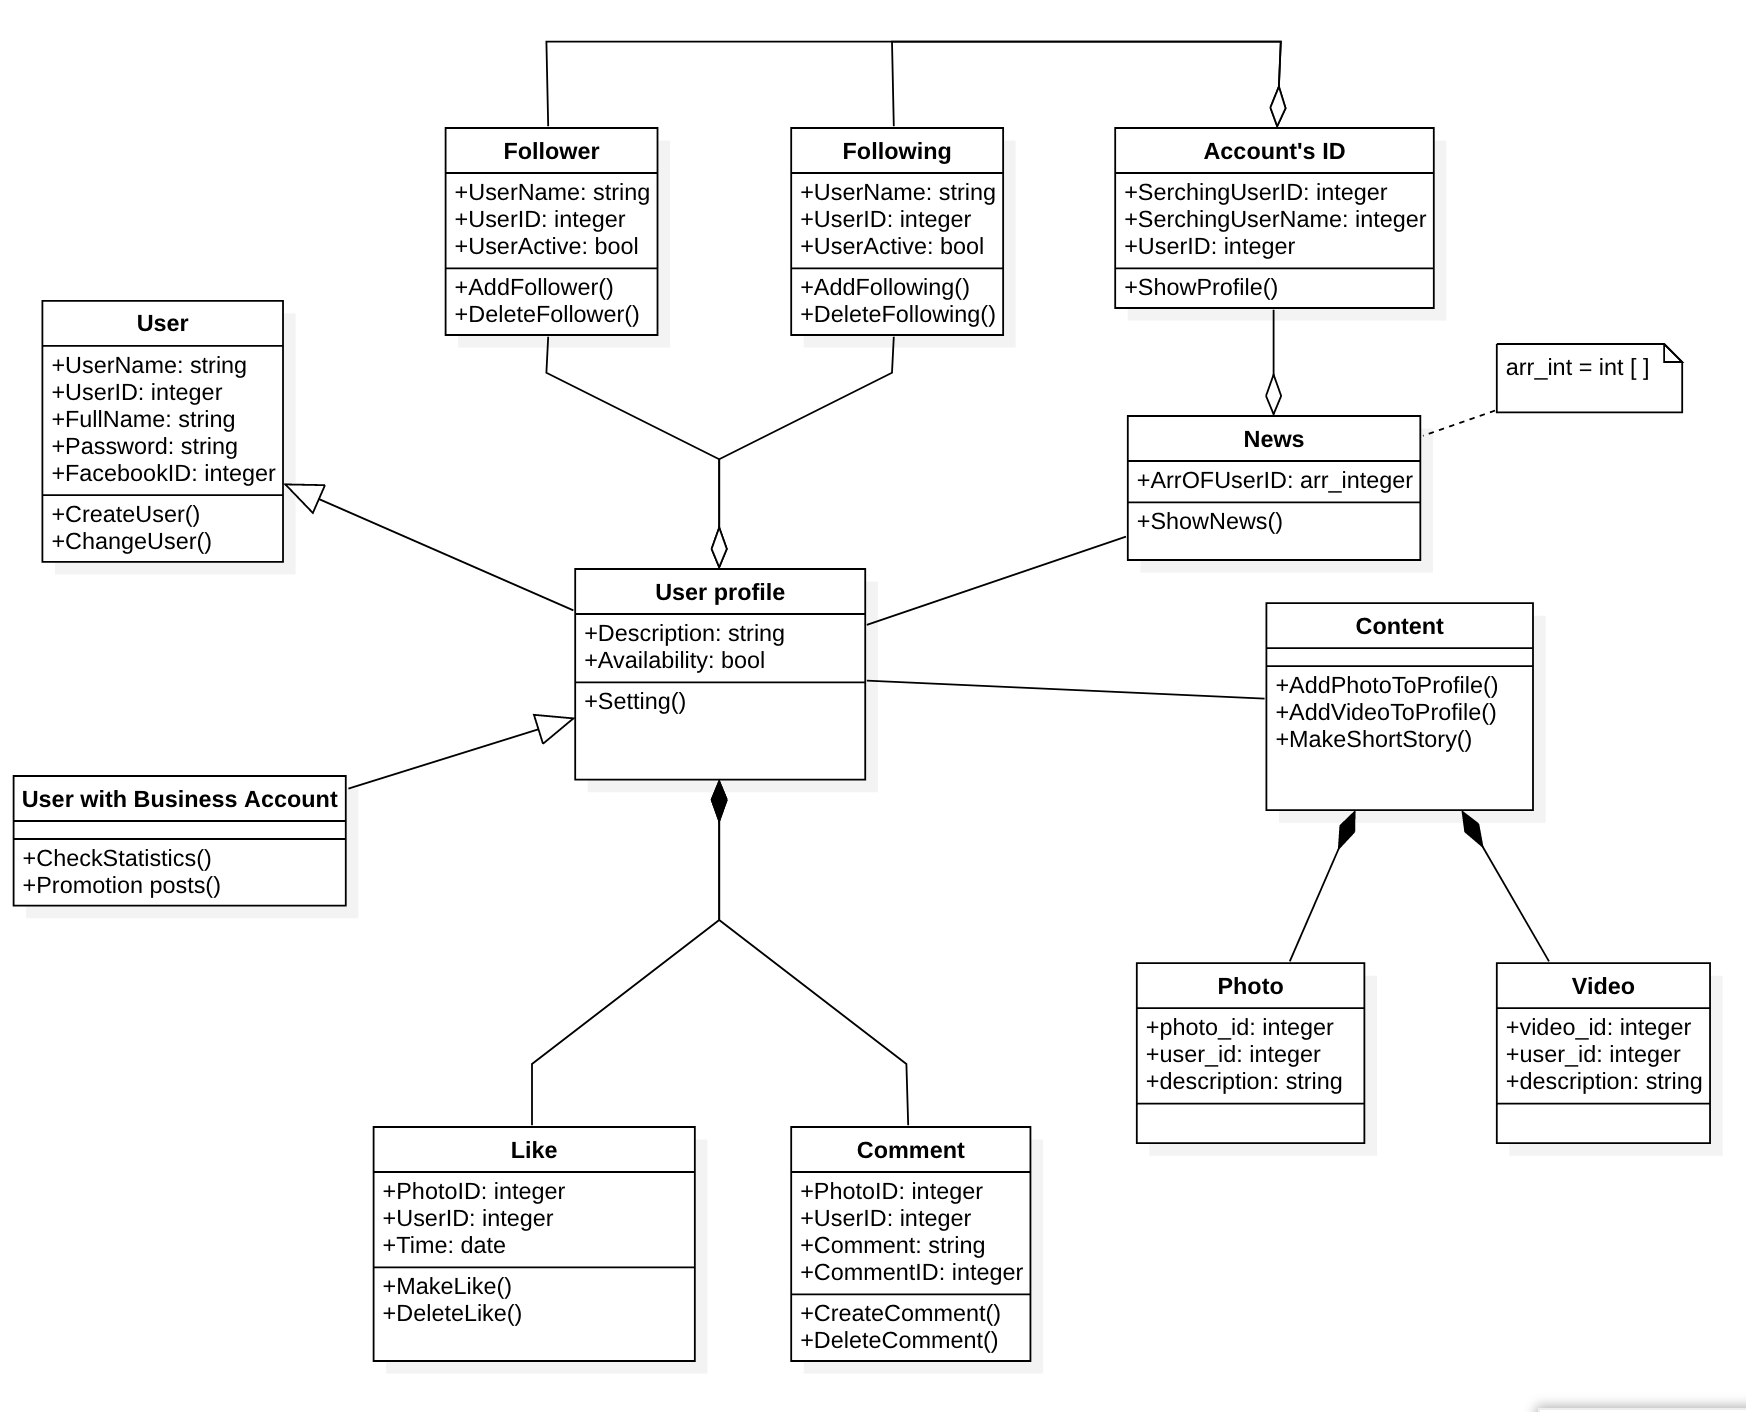 Follower
+UserName: string
+UserID: integer
+UserActive: bool
+AddFollower()
+DeleteFollower()
Following
+UserName: string
+UserID: integer
+UserActive: bool
+AddFollowing()
+DeleteFollowing()
Account's ID
+SerchingUserID: integer
+SerchingUserName: integer
+UserID: integer
+ShowProfile()
User
+UserName: string
+UserID: integer
+FullName: string
+Password: string
+FacebookID: integer
+CreateUser()
+ChangeUser()
arr_int = int [ ]
News
+ArrOFUserID: arr_integer
+ShowNews()
User profile
+Description: string
+Availability: bool
+Setting()
Content
+AddPhotoToProfile()
+AddVideoToProfile()
+MakeShortStory()
User with Business Account
+CheckStatistics()
+Promotion posts()
Photo
+photo_id: integer
+user_id: integer
+description: string
Video
+video_id: integer
+user_id: integer
+description: string
Like
+PhotoID: integer
+UserID: integer
+Time: date
+MakeLike()
+DeleteLike()
Comment
+PhotoID: integer
+UserID: integer
+Comment: string
+CommentID: integer
+CreateComment()
+DeleteComment()